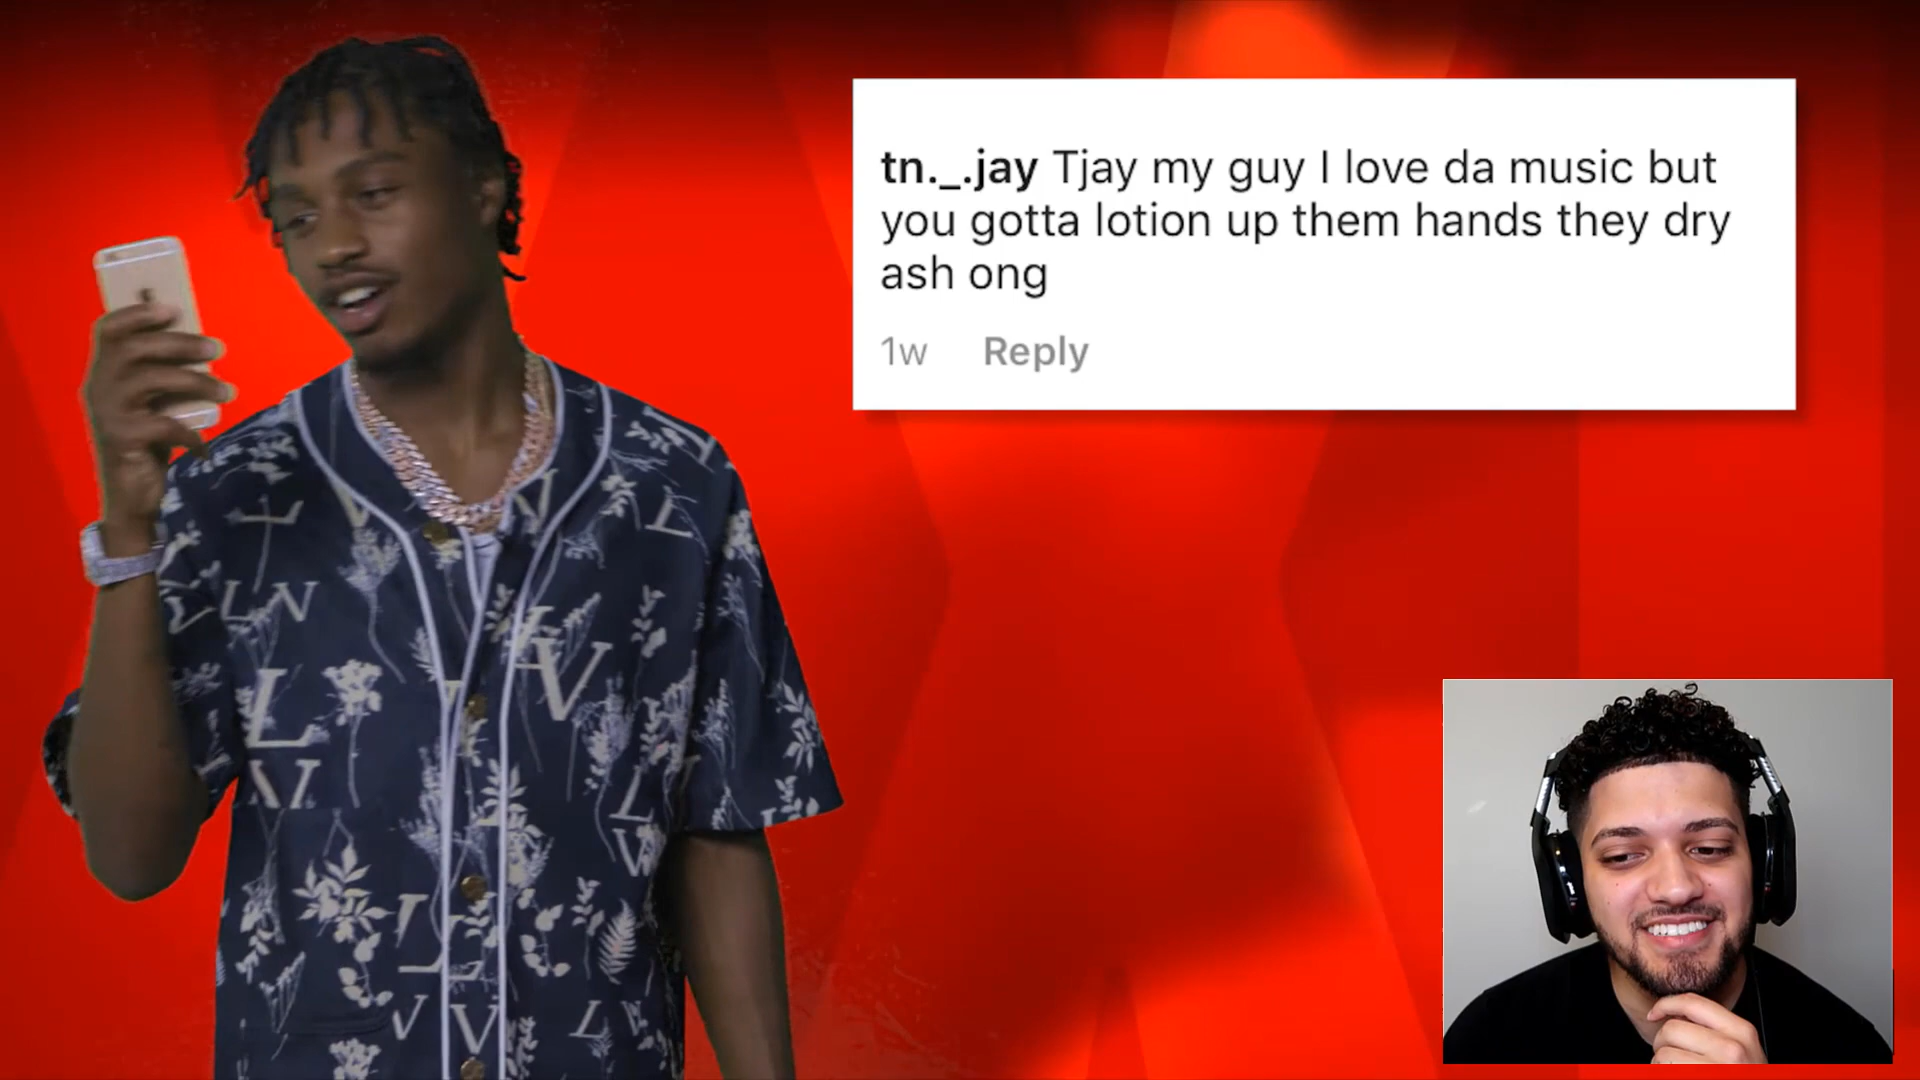 tn._.jay Tjay my guy I love da music but
you gotta lotion up them hands they dry
ash ong
1w Reply